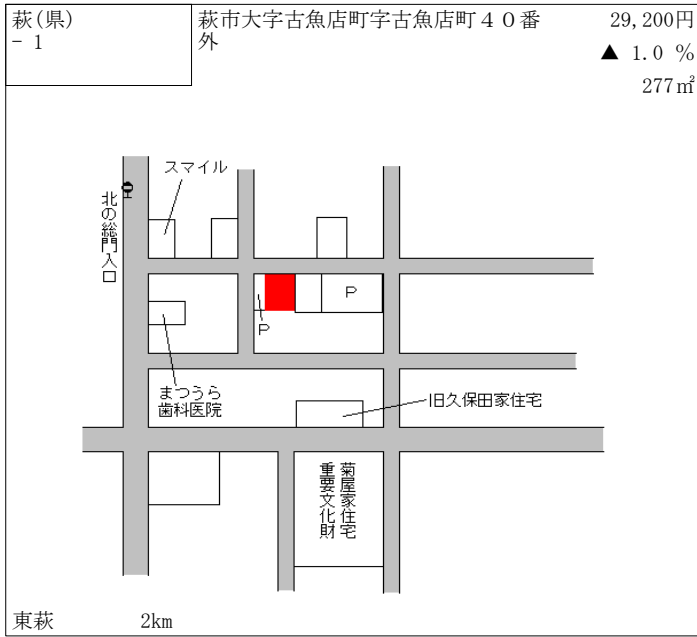 萩(県)
- 1
萩市大字古魚店町字古魚店町４０番
外
29,200円
▲ 1.0 %
277㎡
スマイル
北の総門入口
P
P
まつうら
歯科医院
旧久保田家住宅
菊屋家住宅
重要文化財
東萩 2km